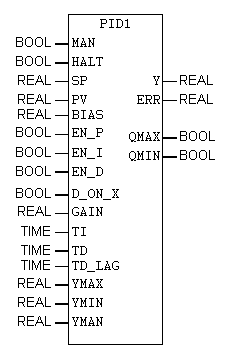 PID1
BOOL MAN
BOOL HALT
REAL SP Y REAL
REAL PV ERR REAL
REAL BIAS
BOOL EN_P QMAX BOOL
BOOL EN_I QMIN BOOL
BOOL EN_D
BOOL D_ON_X
REAL GAIN
TIME TI
TIME TD
TIME TD_LAG
REAL YMAX
REAL YMIN
REAL YMAN